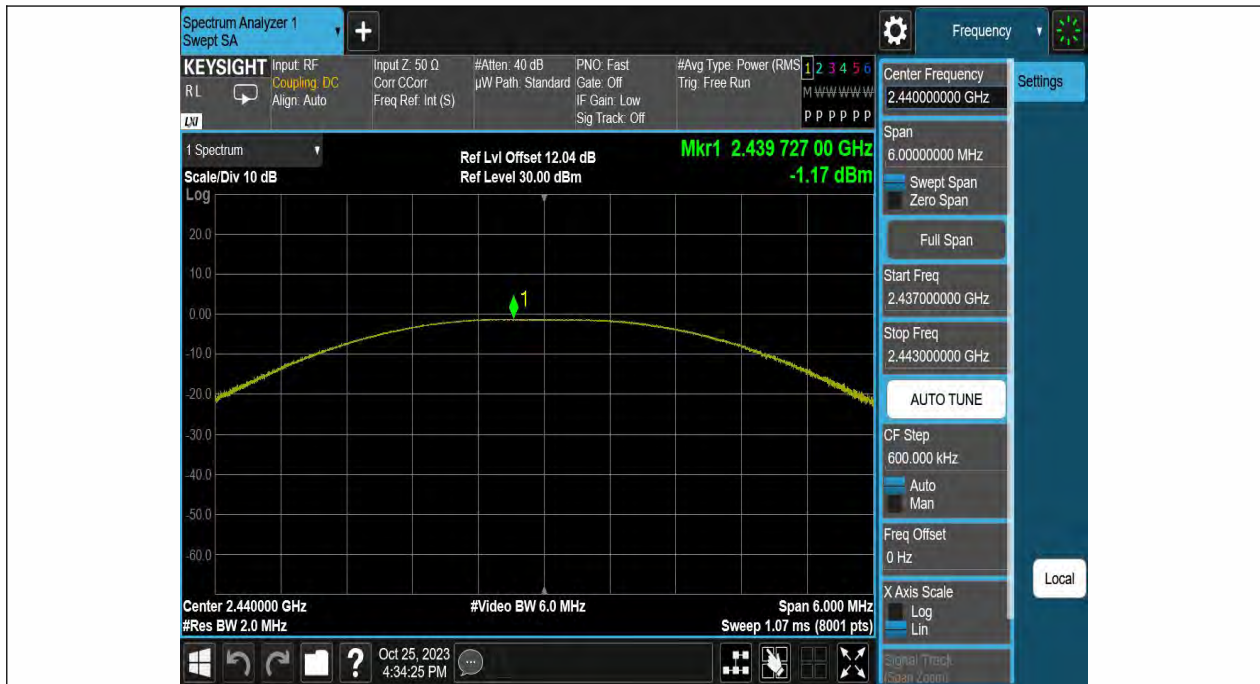 Spectrum Analyzer 1
Swept SA
+
Frequency
KEYSIGHT
Input: RF
Input Z: 50 Ω
#Atten: 40 dB
PNO: Fast
#Avg Type: Power (RMS
1 2 3 4 5 6
R L
Coupling: DC
Corr CCorr
µW Path: Standard
Gate: Off
Trig: Free Run
M W W W W W
Align: Auto
Freq Ref: Int (S)
IF Gain: Low
Sig Track: Off
P P P P P P
LXI
1 Spectrum
Scale/Div 10 dB
Ref Lvl Offset 12.04 dB
Ref Level 30.00 dBm
Mkr1 2.439 727 00 GHz
-1.17 dBm
Log
20.0
10.0
0.00
-10.0
-20.0
-30.0
-40.0
-50.0
-60.0
1
Center 2.440000 GHz
#Video BW 6.0 MHz
Span 6.000 MHz
#Res BW 2.0 MHz
Sweep 1.07 ms (8001 pts)
?
Oct 25, 2023
4:34:25 PM
Center Frequency
2.440000000 GHz
Settings
Span
6.00000000 MHz
Swept Span
Zero Span
Full Span
Start Freq
2.437000000 GHz
Stop Freq
2.443000000 GHz
AUTO TUNE
CF Step
600.000 kHz
Auto
Man
Freq Offset
0 Hz
X Axis Scale
Log
Lin
Local
Signal Track
(Span Zoom)